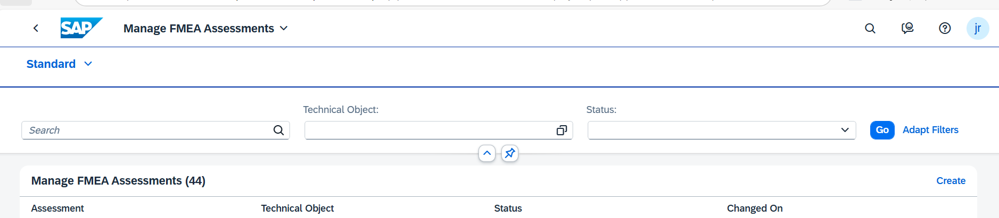 SAP Manage FMEA Assessments
jr
Standard
Technical Object:
Status:
Search
Go
Adapt Filters
Manage FMEA Assessments (44)
Create
Assessment
Technical Object
Status
Changed On